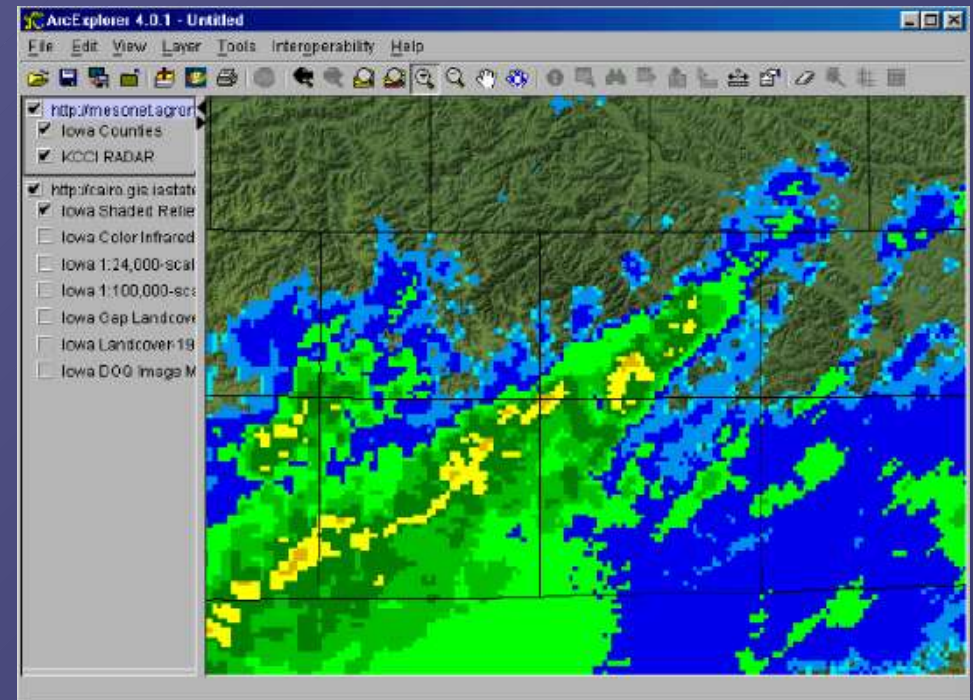 ArcExplorer 4.0.1 - Untitled
File Edit View Layer Tools Interoperability Help
http://mesonet.agron
Iowa Counties
KCCI RADAR
http://cairo.gis.iastate
Iowa Shaded Relie
Iowa Color Infrared
Iowa 1:24,000-scal
Iowa 1:100,000-sca
Iowa Gap Landcove
Iowa Landcover-19
Iowa DOQ Image M